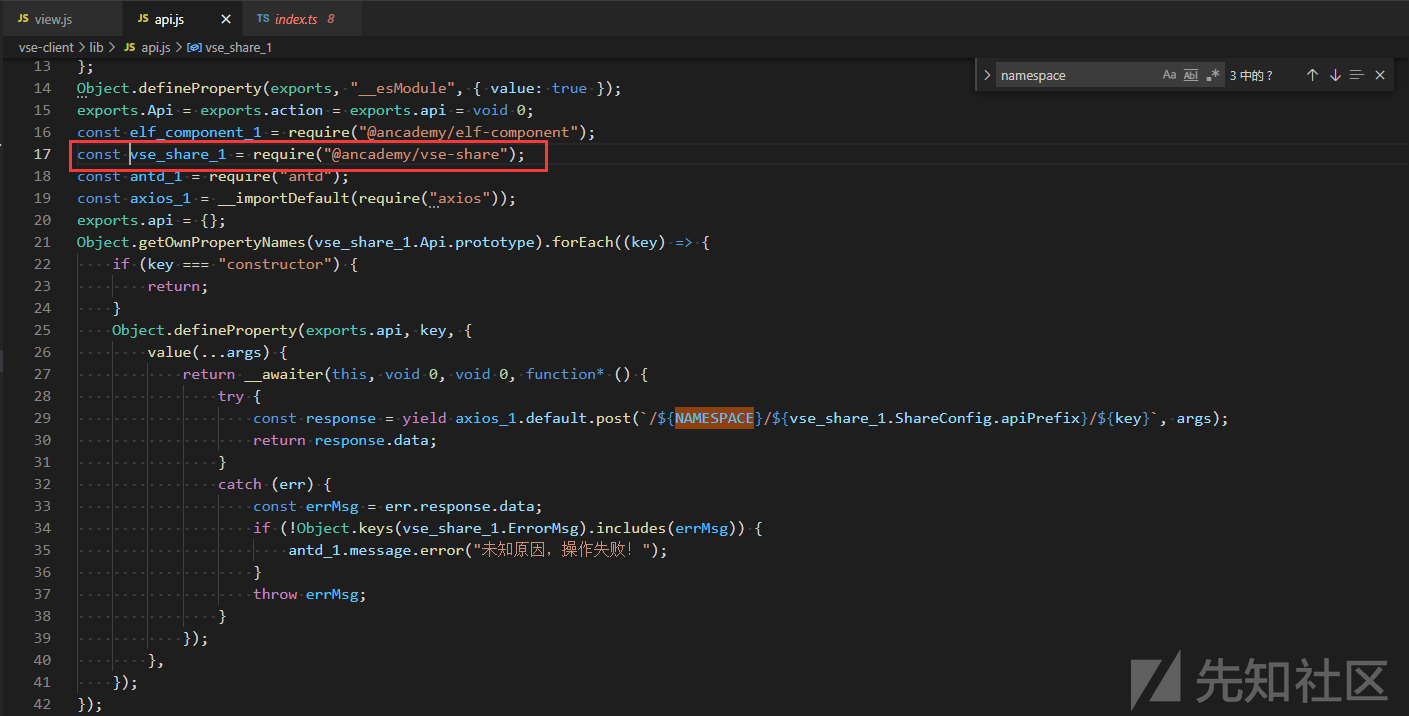 JS view.js JS api.js × TS index.ts 8
vse-client > lib > JS api.js > vse_share_1
namespace Aa Abl .* 3 中的 ?
13 };
14 Object.defineProperty(exports, "__esModule", { value: true });
15 exports.Api = exports.action = exports.api = void 0;
16 const elf_component_1 = require("@ancademy/elf-component");
17 const vse_share_1 = require("@ancademy/vse-share");
18 const antd_1 = require("antd");
19 const axios_1 = __importDefault(require("axios"));
20 exports.api = {};
21 Object.getOwnPropertyNames(vse_share_1.Api.prototype).forEach((key) => {
22 if (key === "constructor") {
23 return;
24 }
25 Object.defineProperty(exports.api, key, {
26 value(...args) {
27 return __awaiter(this, void 0, void 0, function* () {
28 try {
29 const response = yield axios_1.default.post(`/${NAMESPACE}/${vse_share_1.ShareConfig.apiPrefix}/${key}`, args);
30 return response.data;
31 }
32 catch (err) {
33 const errMsg = err.response.data;
34 if (!Object.keys(vse_share_1.ErrorMsg).includes(errMsg)) {
35 antd_1.message.error("未知原因，操作失败！");
36 }
37 throw errMsg;
38 }
39 });
40 },
41 });
42 });
先知社区